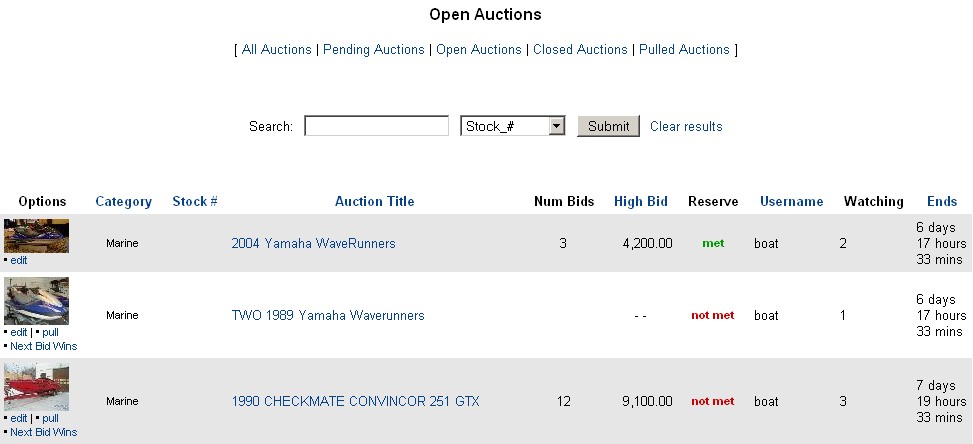 Open Auctions
[ All Auctions | Pending Auctions | Open Auctions | Closed Auctions | Pulled Auctions ]
Search: Stock_# Submit Clear results
Options Category Stock # Auction Title Num Bids High Bid Reserve Username Watching Ends
Marine 2004 Yamaha WaveRunners 3 4,200.00 met boat 2 6 days
17 hours
33 mins
▪ edit
Marine TWO 1989 Yamaha Waverunners - - not met boat 1 6 days
17 hours
33 mins
▪ edit | ▪ pull
▪ Next Bid Wins
Marine 1990 CHECKMATE CONVINCOR 251 GTX 12 9,100.00 not met boat 3 7 days
19 hours
33 mins
▪ edit | ▪ pull
▪ Next Bid Wins